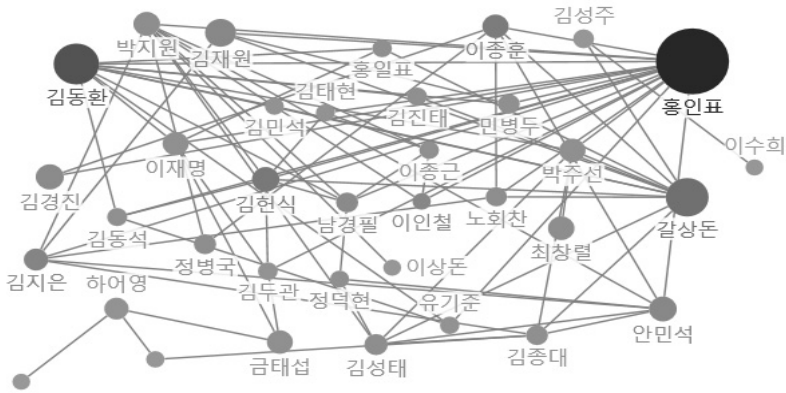 김성주
박지원
김재원
이종훈
홍일표
김동환
김태현
홍인표
김민석
김진태
민병두
이수희
이재명
이종근
박주선
김경진
김헌식
남경필
이인철
노회찬
갈상돈
김동석
최창렬
정병국
이상돈
김지은
하어영
김두관
정덕현
유기준
안민석
금태섭
김성태
김종대